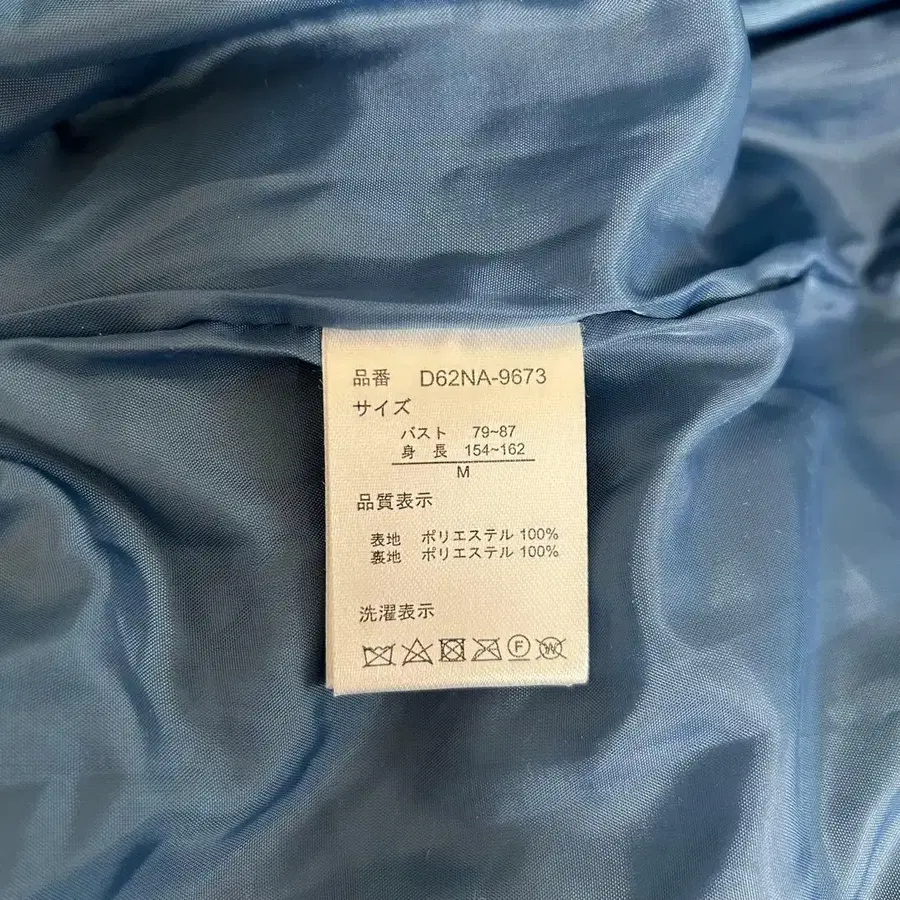 品番 D62NA-9673
サイズ
バスト 79~87
身長 154~162
M
品質表示
表地 ポリエステル 100%
裏地 ポリエステル 100%
洗濯表示
F W